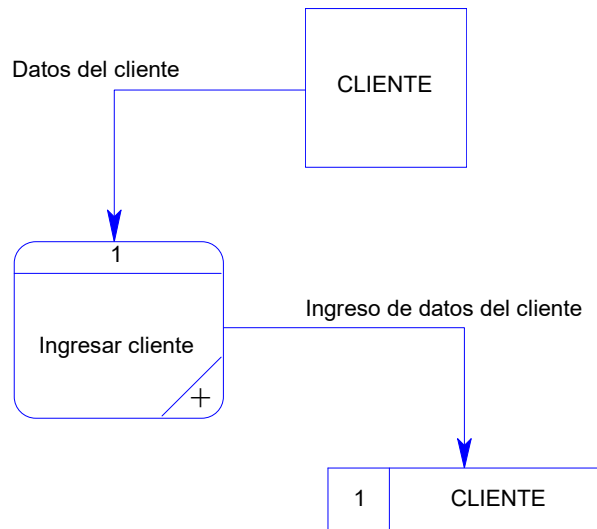 Datos del cliente
CLIENTE
1
Ingresar cliente
+
Ingreso de datos del cliente
1
CLIENTE